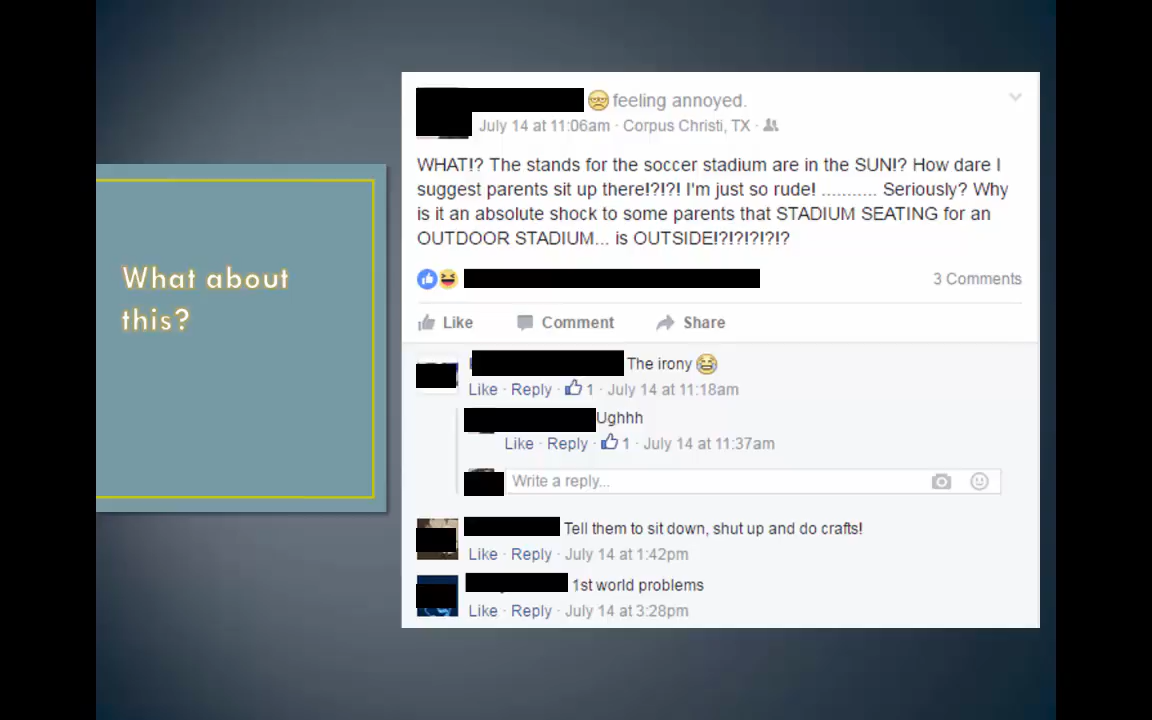 What about
this?
feeling annoyed.
July 14 at 11:06am · Corpus Christi, TX ·
WHAT!? The stands for the soccer stadium are in the SUN!? How dare I
suggest parents sit up there!?!?! I'm just so rude! ........... Seriously? Why
is it an absolute shock to some parents that STADIUM SEATING for an
OUTDOOR STADIUM... is OUTSIDE!?!?!?!?!?
3 Comments
Like Comment Share
The irony
Like · Reply · 1 · July 14 at 11:18am
Ughhh
Like · Reply · 1 · July 14 at 11:37am
Write a reply...
Tell them to sit down, shut up and do crafts!
Like · Reply · July 14 at 1:42pm
1st world problems
Like · Reply · July 14 at 3:28pm